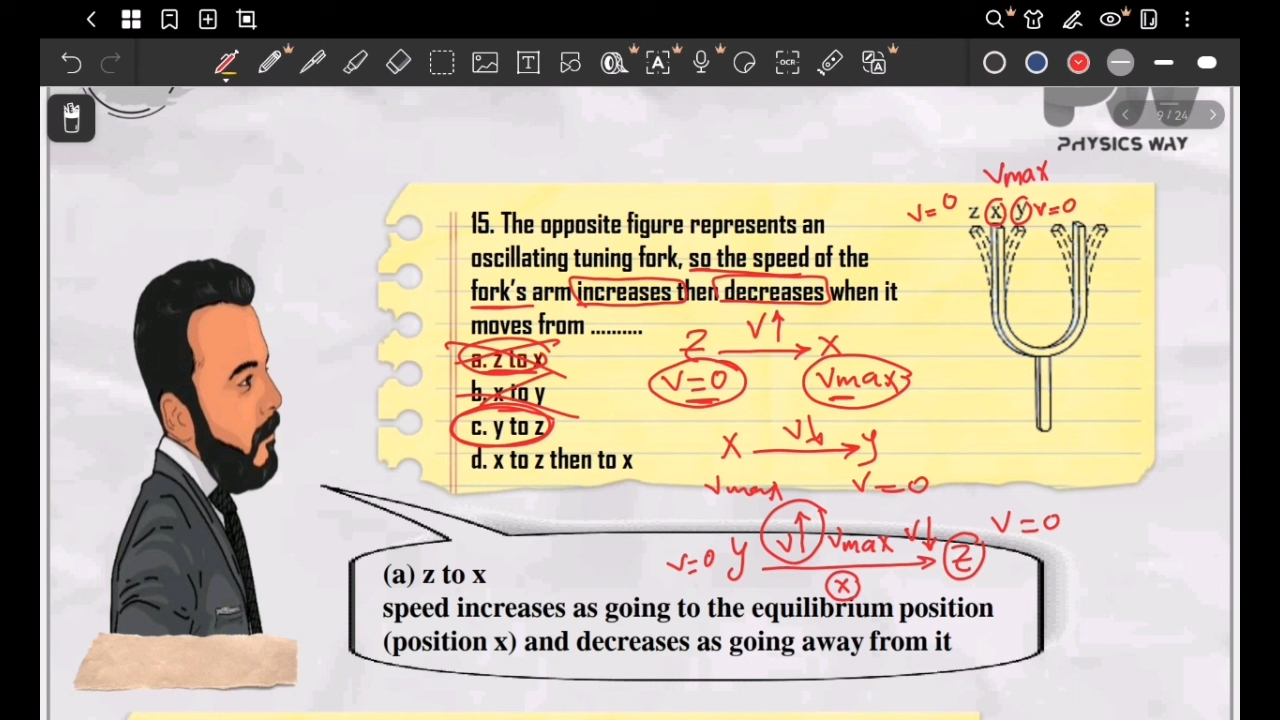 OCR
9 / 24
PW
PHYSICS WAY
Vmax
V=0 z x y V=0
15. The opposite figure represents an
oscillating tuning fork, so the speed of the
fork's arm increases then decreases when it
moves from ..........
Z V↑ X
a. z to x
V=0 Vmax
b. x to y
c. y to z
X V↓ y
d. x to z then to x
Vmax V=0
V=0 y V↑ Vmax V↓ Z V=0
X
(a) z to x
speed increases as going to the equilibrium position
(position x) and decreases as going away from it